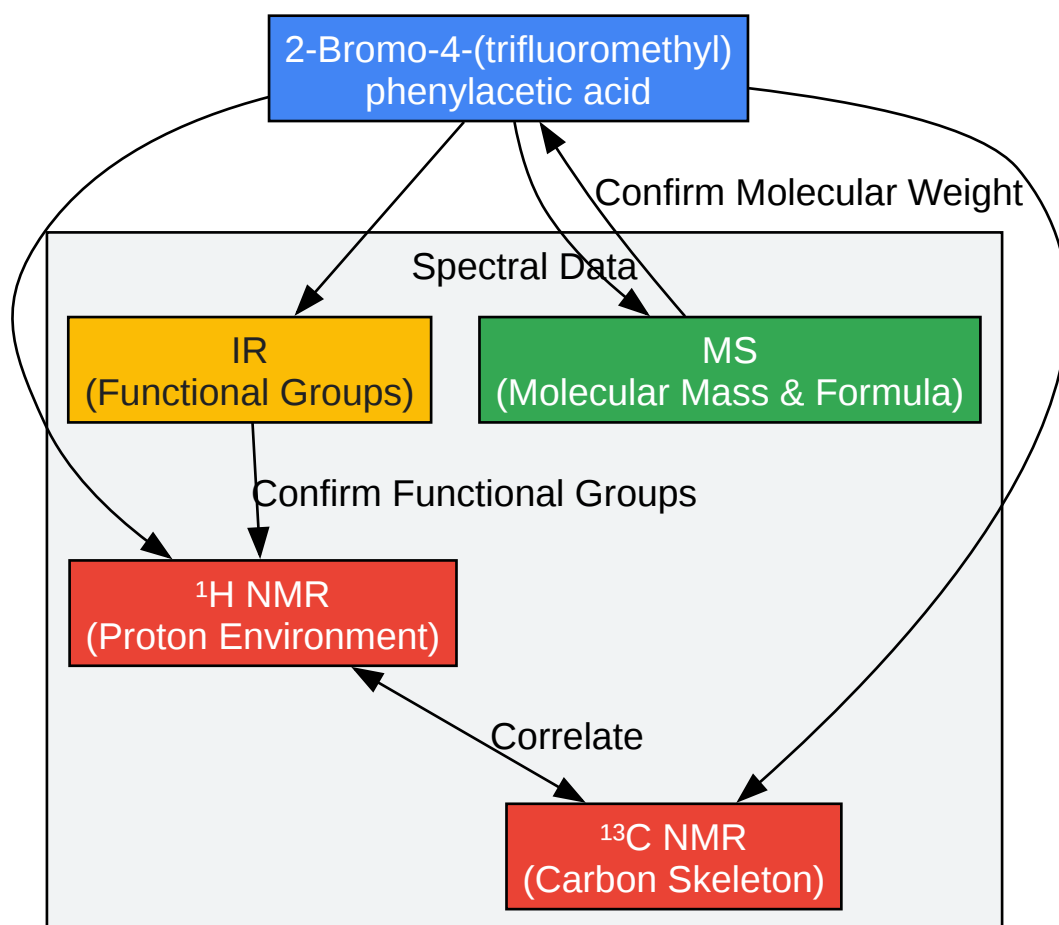 2-Bromo-4-(trifluoromethyl)
phenylacetic acid
Confirm Molecular Weight
Spectral Data
IR
(Functional Groups)
MS
(Molecular Mass & Formula)
Confirm Functional Groups
¹H NMR
(Proton Environment)
Correlate
¹³C NMR
(Carbon Skeleton)